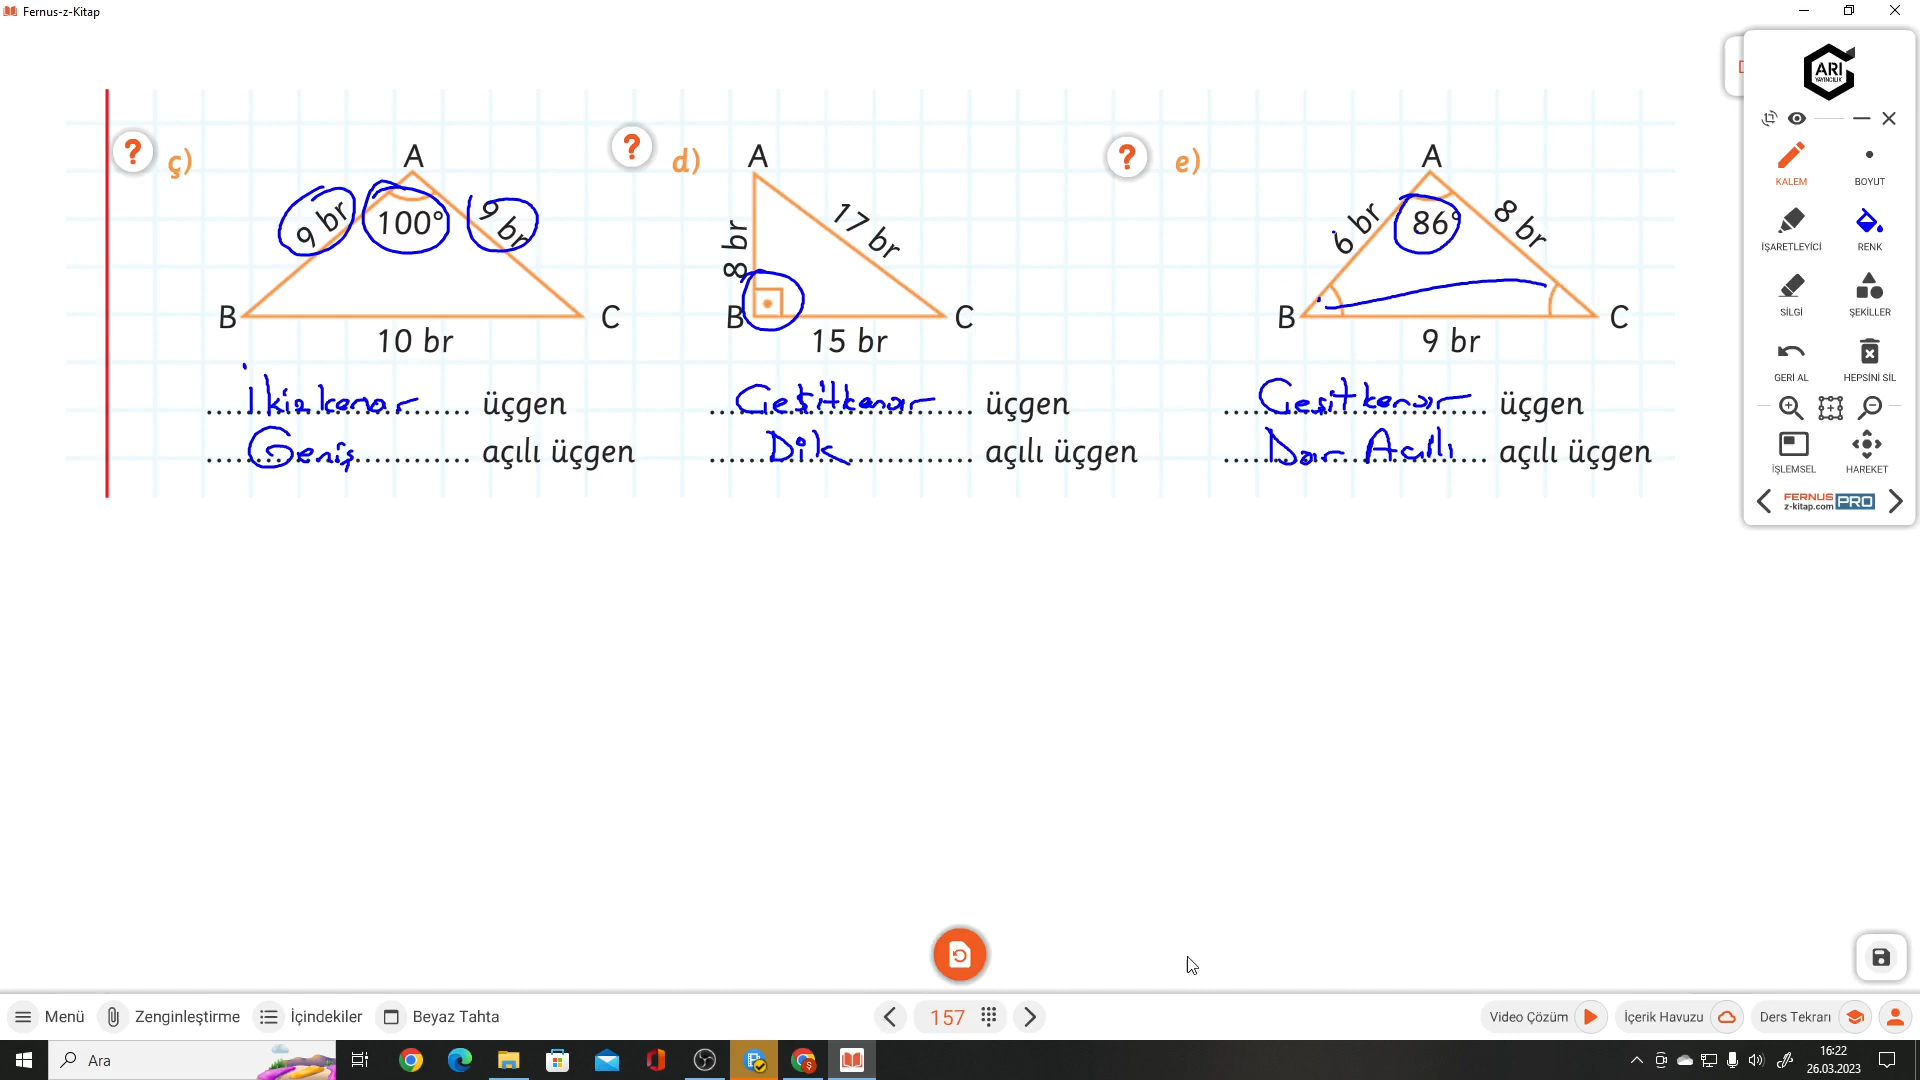 Fernus-z-Kitap
ARI
YAYINCILIK
ç)
A
9 br
100°
9 br
B
C
10 br
İkizkenar üçgen
Geniş açılı üçgen
d)
A
8 br
17 br
B
C
15 br
Çeşitkenar üçgen
Dik açılı üçgen
e)
A
6 br
86°
8 br
B
C
9 br
Çeşitkenar üçgen
Dar Açılı açılı üçgen
KALEM
BOYUT
İŞARETLEYİCİ
RENK
SİLGİ
ŞEKİLLER
GERİ AL
HEPSİNİ SİL
İŞLEMSEL
HAREKET
FERNUS
z-kitap.com
PRO
Menü
Zenginleştirme
İçindekiler
Beyaz Tahta
157
Video Çözüm
İçerik Havuzu
Ders Tekrarı
Ara
16:22
26.03.2023